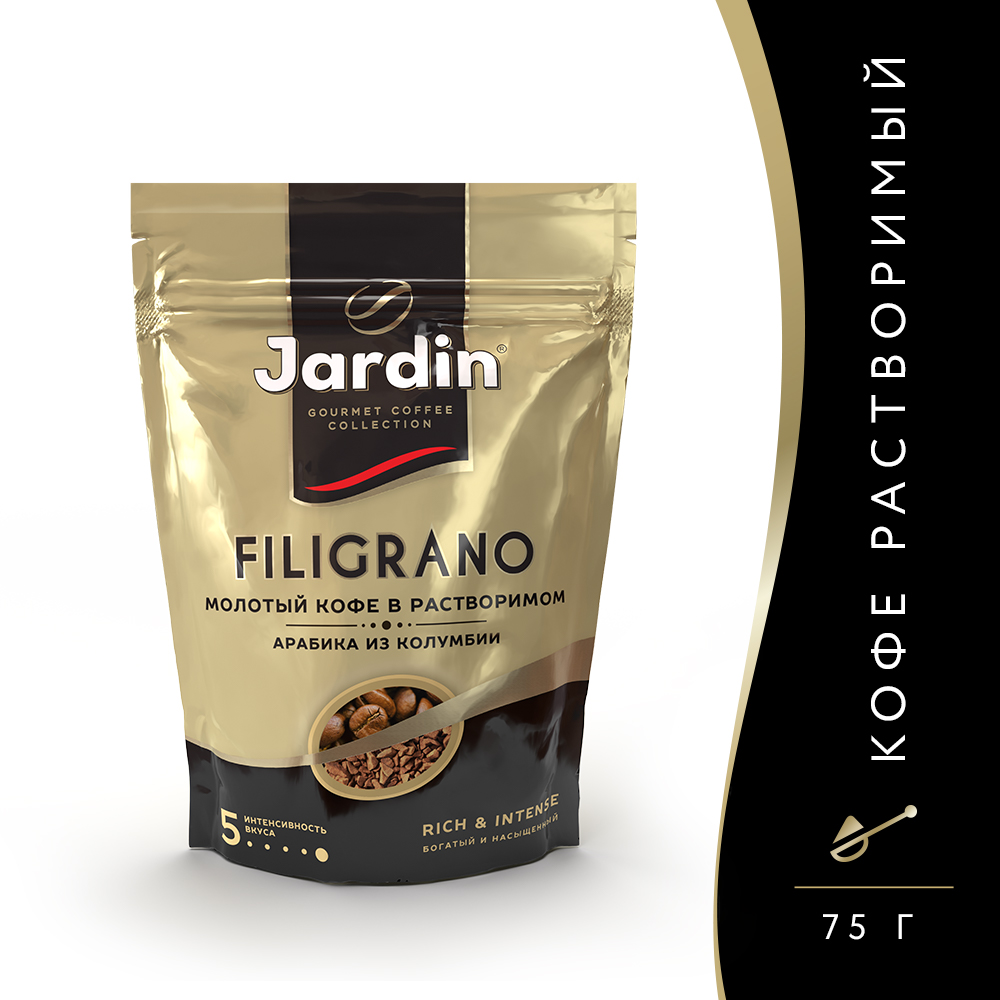 Jardin®
GOURMET COFFEE
COLLECTION
FILIGRANO
МОЛОТЫЙ КОФЕ В РАСТВОРИМОМ
АРАБИКА ИЗ КОЛУМБИИ
5 ИНТЕНСИВНОСТЬ
ВКУСА
RICH & INTENSE
БОГАТЫЙ И НАСЫЩЕННЫЙ
КОФЕ РАСТВОРИМЫЙ
75 Г